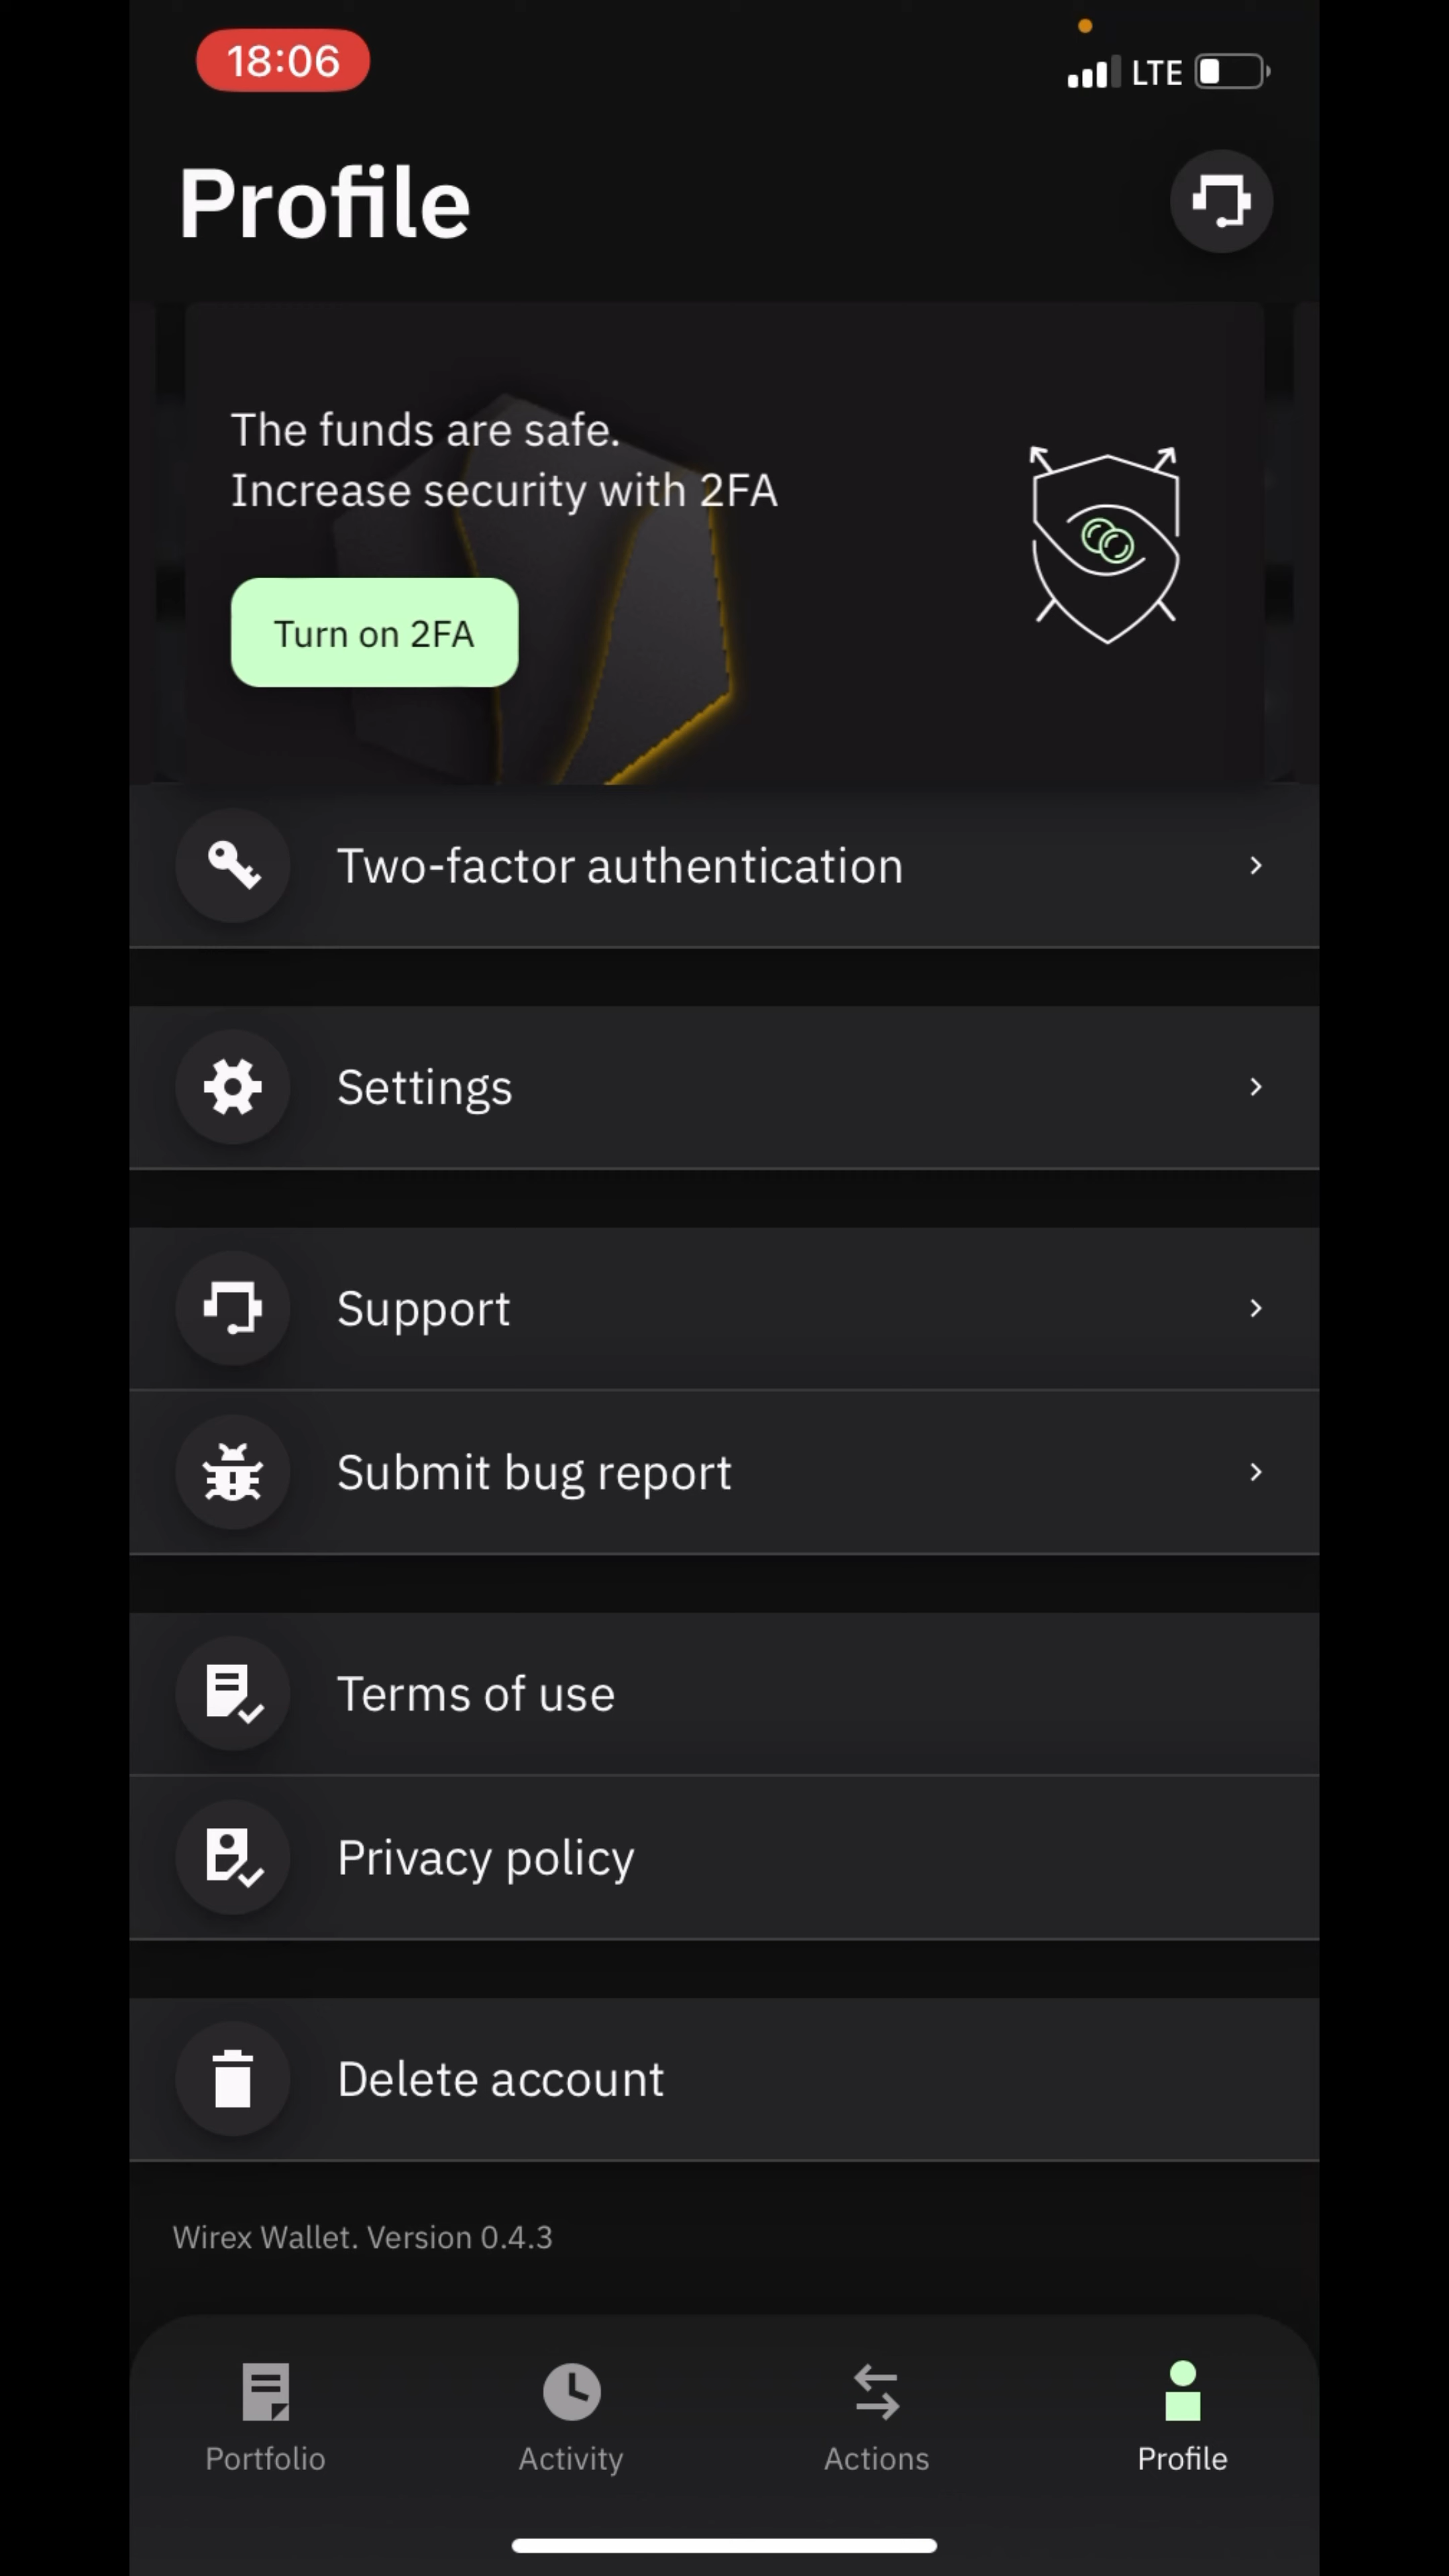 18:06
LTE
Profile
The funds are safe.
Increase security with 2FA
Turn on 2FA
Two-factor authentication
Settings
Support
Submit bug report
Terms of use
Privacy policy
Delete account
Wirex Wallet. Version 0.4.3
Portfolio
Activity
Actions
Profile